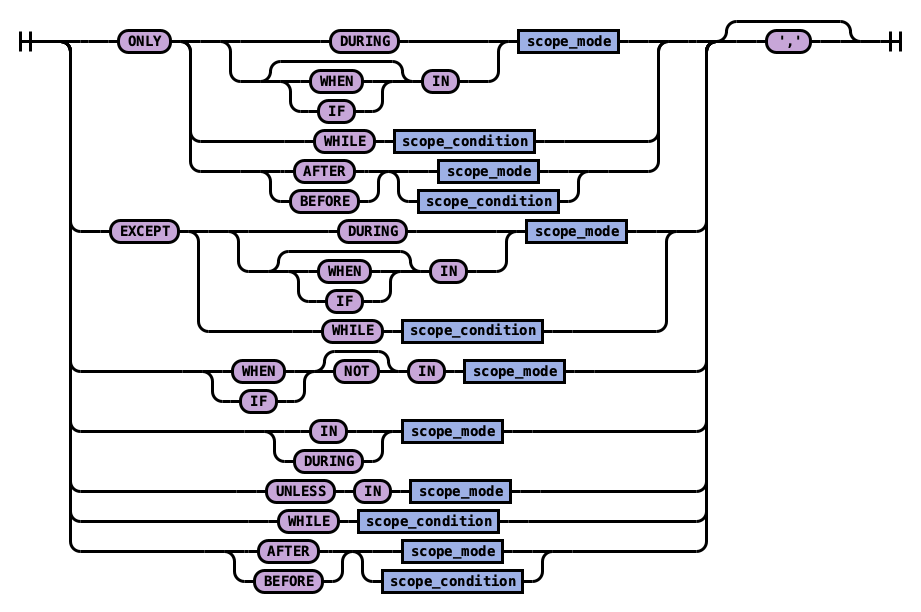 ONLY DURING scope_mode ','
WHEN IN
IF
WHILE scope_condition
AFTER scope_mode
BEFORE scope_condition
EXCEPT DURING scope_mode
WHEN IN
IF
WHILE scope_condition
WHEN NOT IN scope_mode
IF
IN scope_mode
DURING
UNLESS IN scope_mode
WHILE scope_condition
AFTER scope_mode
BEFORE scope_condition